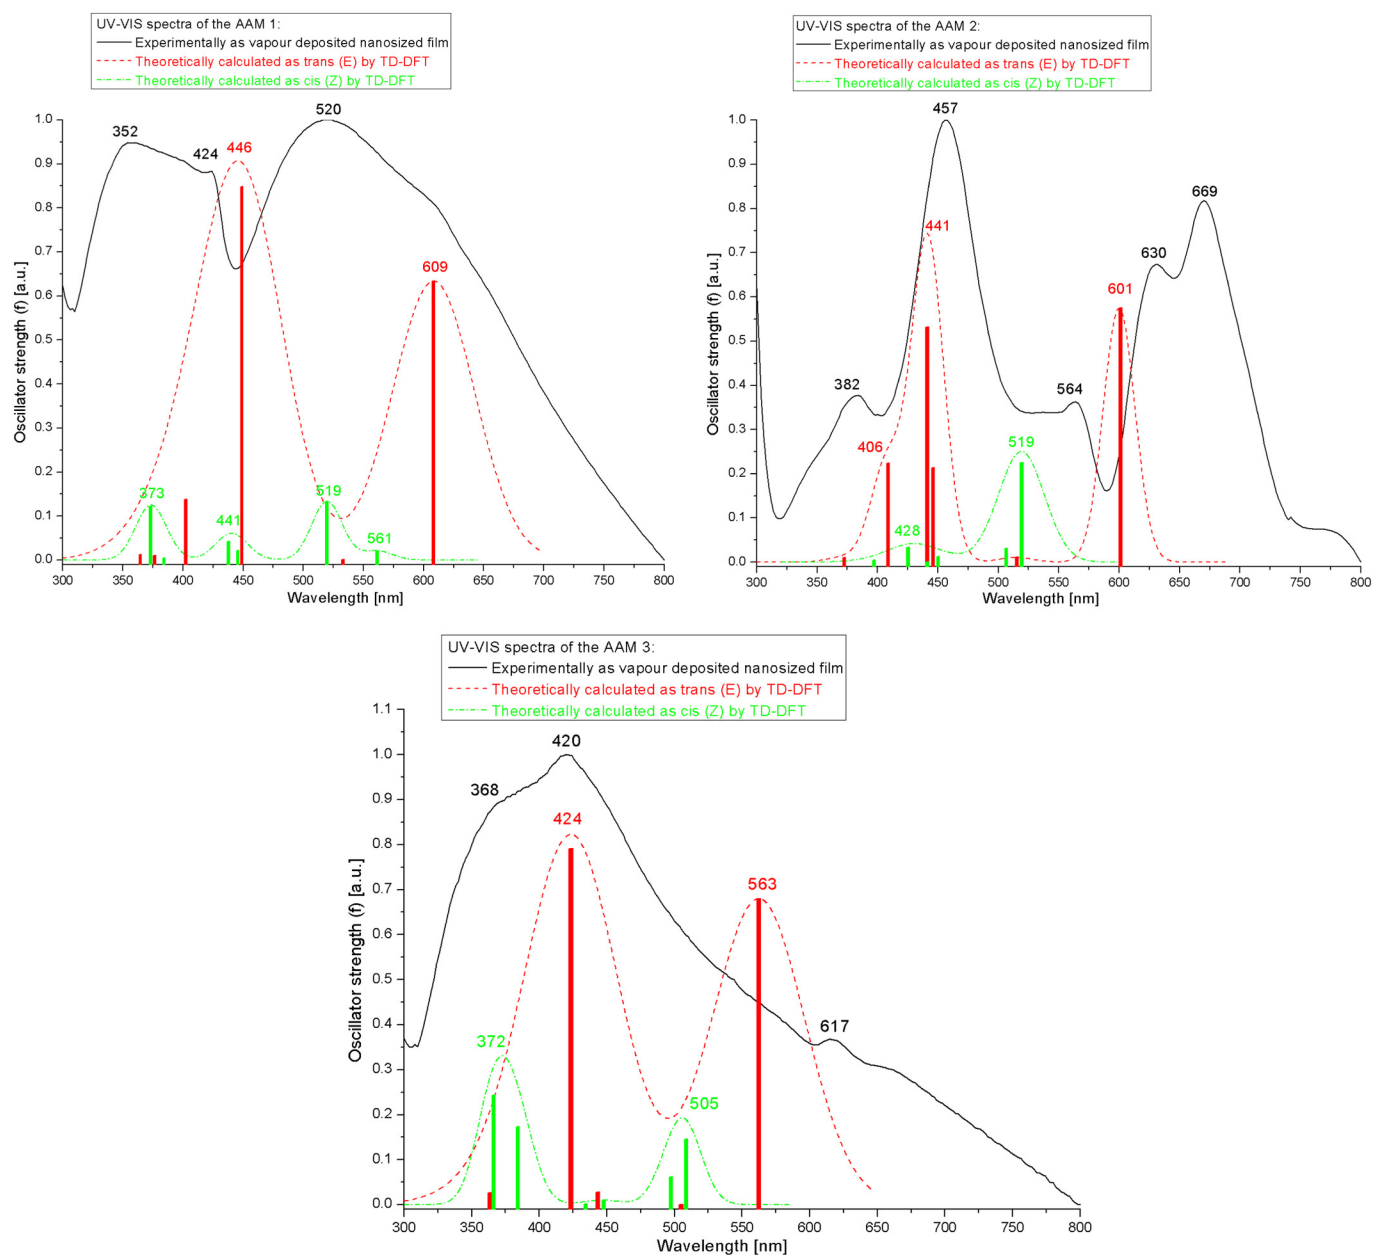 UV-VIS spectra of the AAM 1:
Experimentally as vapour deposited nanosized film
Theoretically calculated as trans (E) by TD-DFT
Theoretically calculated as cis (Z) by TD-DFT
Oscillator strength (f) [a.u.]
1.0
0.9
0.8
0.7
0.6
0.5
0.4
0.3
0.2
0.1
0.0
352
424
520
446
609
373
441
519
561
300 350 400 450 500 550 600 650 700 750 800
Wavelength [nm]
UV-VIS spectra of the AAM 2:
Experimentally as vapour deposited nanosized film
Theoretically calculated as trans (E) by TD-DFT
Theoretically calculated as cis (Z) by TD-DFT
Oscillator strength (f) [a.u.]
1.0
0.9
0.8
0.7
0.6
0.5
0.4
0.3
0.2
0.1
0.0
457
669
441
630
601
382
564
406
519
428
300 350 400 450 500 550 600 650 700 750 800
Wavelength [nm]
UV-VIS spectra of the AAM 3:
Experimentally as vapour deposited nanosized film
Theoretically calculated as trans (E) by TD-DFT
Theoretically calculated as cis (Z) by TD-DFT
Oscillator strength (f) [a.u.]
1.1
1.0
0.9
0.8
0.7
0.6
0.5
0.4
0.3
0.2
0.1
0.0
420
368
424
563
617
372
505
300 350 400 450 500 550 600 650 700 750 800
Wavelength [nm]